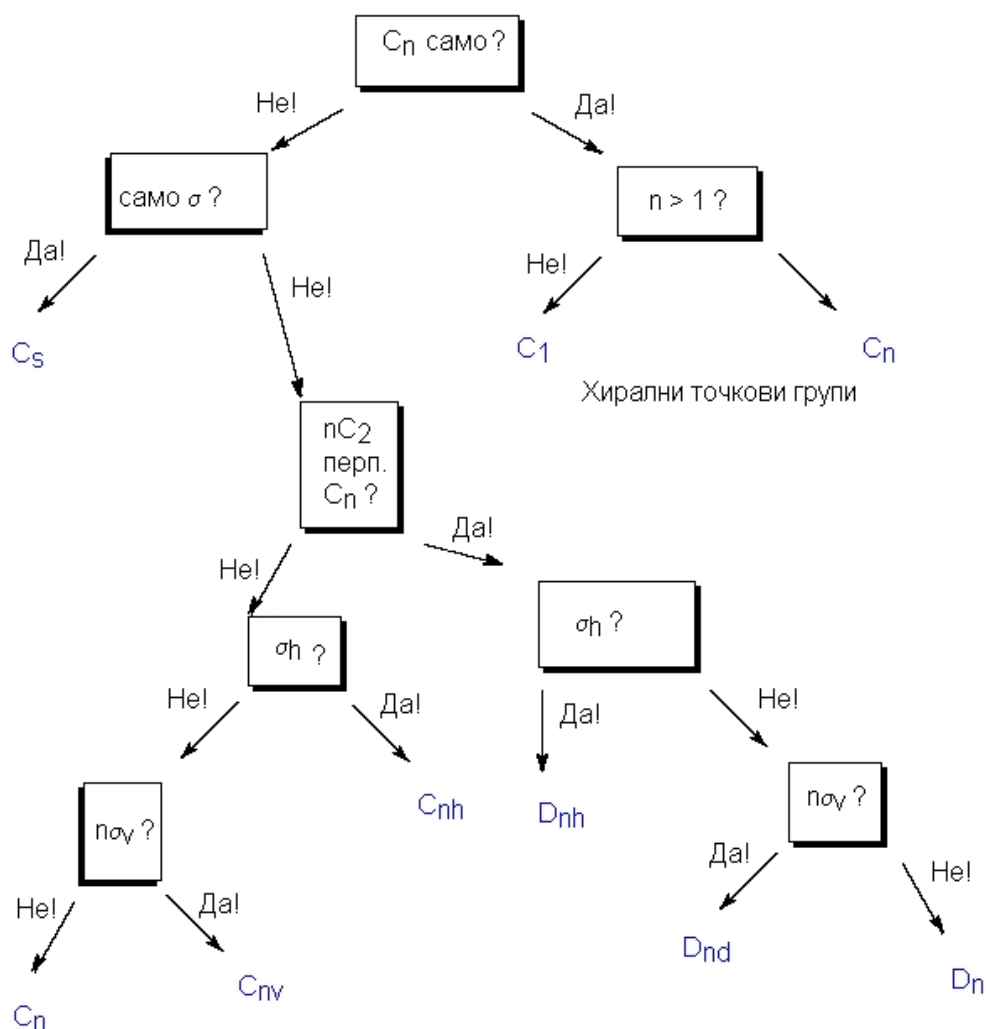 Cn само?
Не!
Да!
само σ ?
n > 1 ?
Да!
Не!
Не!
Cs
C1
Cn
Хирални точкови групи
nC2
перп.
Cn ?
Да!
Не!
σh ?
σh ?
Не!
Да!
Да!
Не!
Cnh
Dnh
nσv ?
nσv ?
Да!
Не!
Не!
Да!
Dnd
Dn
Cnv
Cn